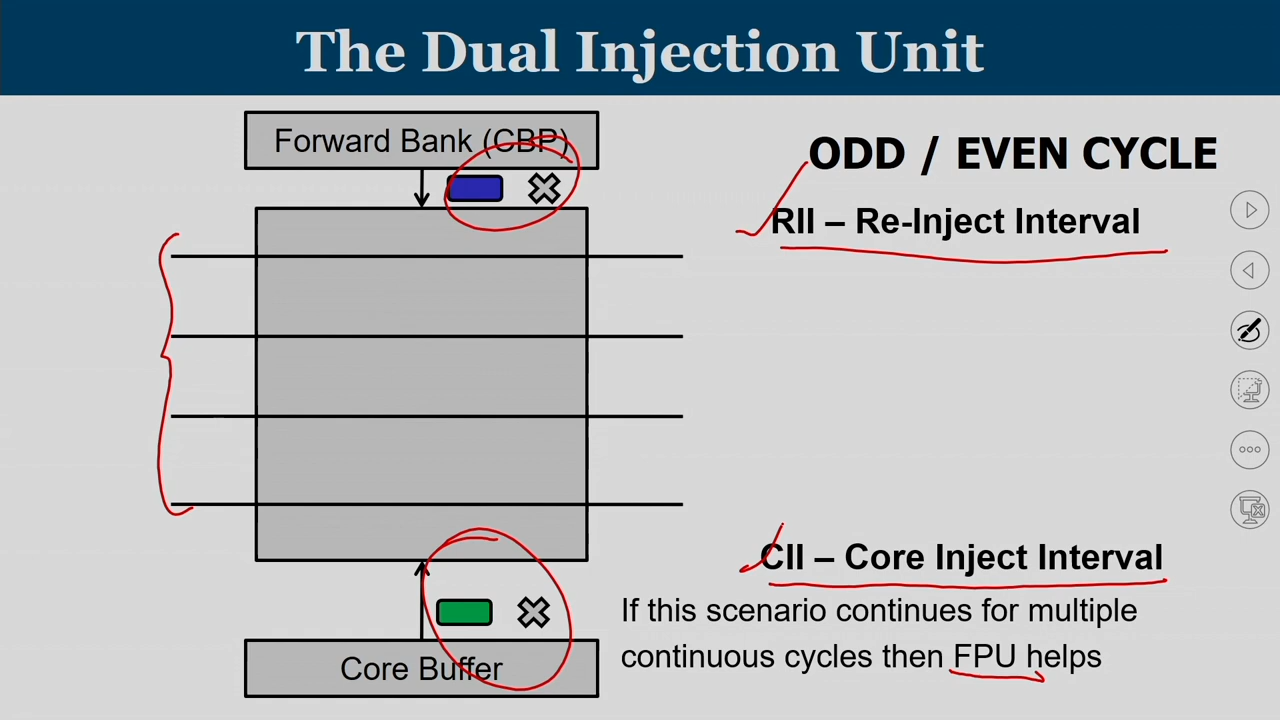 The Dual Injection Unit
Forward Bank (CBP)
ODD / EVEN CYCLE
RII – Re-Inject Interval
CII – Core Inject Interval
If this scenario continues for multiple
continuous cycles then FPU helps
Core Buffer